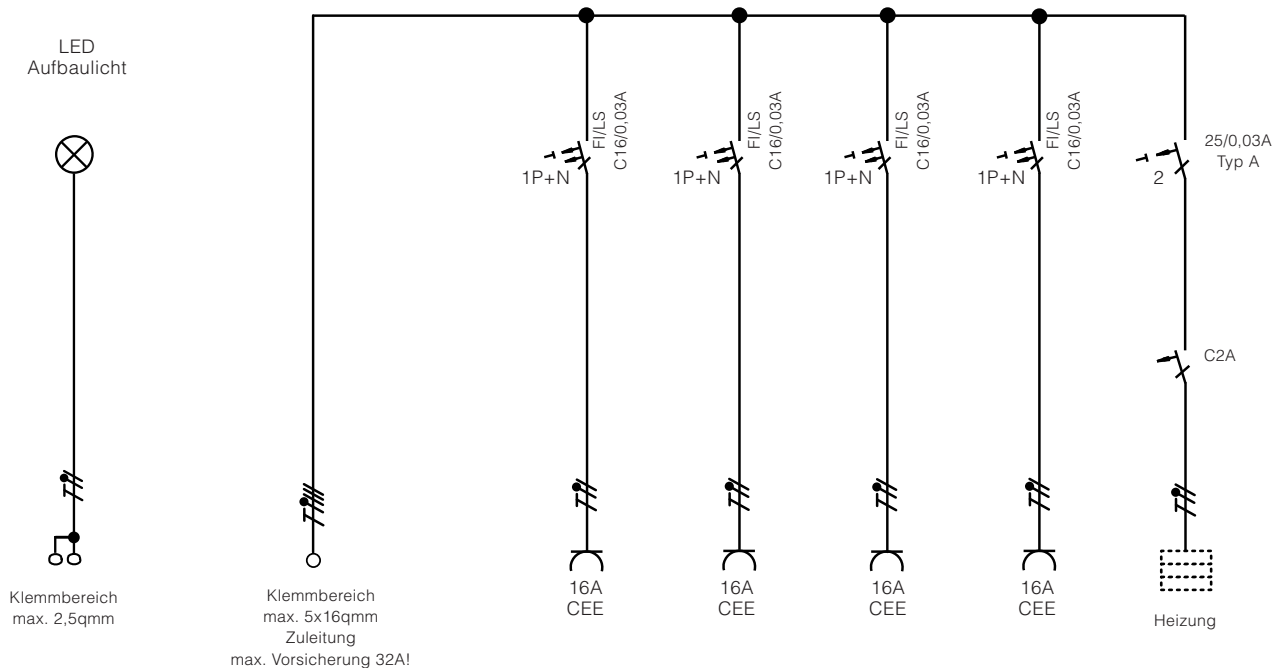 LED
Aufbaulicht
Klemmbereich
max. 2,5qmm
Klemmbereich
max. 5x16qmm
Zuleitung
max. Vorsicherung 32A!
FI/LS
C16/0,03A
1P+N
16A
CEE
FI/LS
C16/0,03A
1P+N
16A
CEE
FI/LS
C16/0,03A
1P+N
16A
CEE
FI/LS
C16/0,03A
1P+N
16A
CEE
25/0,03A
Typ A
2
C2A
Heizung